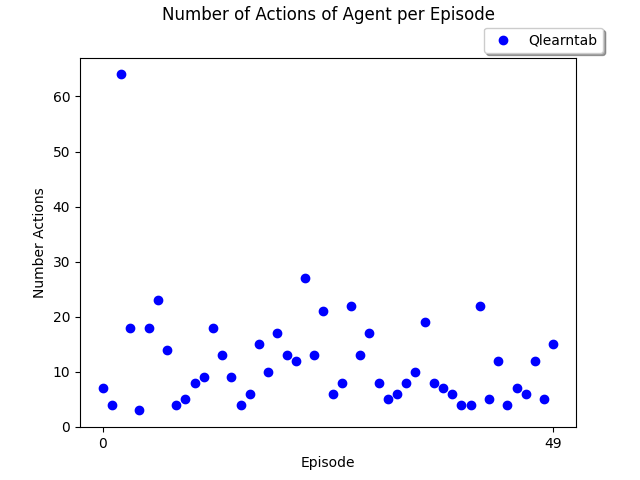 Number of Actions of Agent per Episode
Qlearntab
60
50
40
30
20
10
0
Number Actions
0 49
Episode